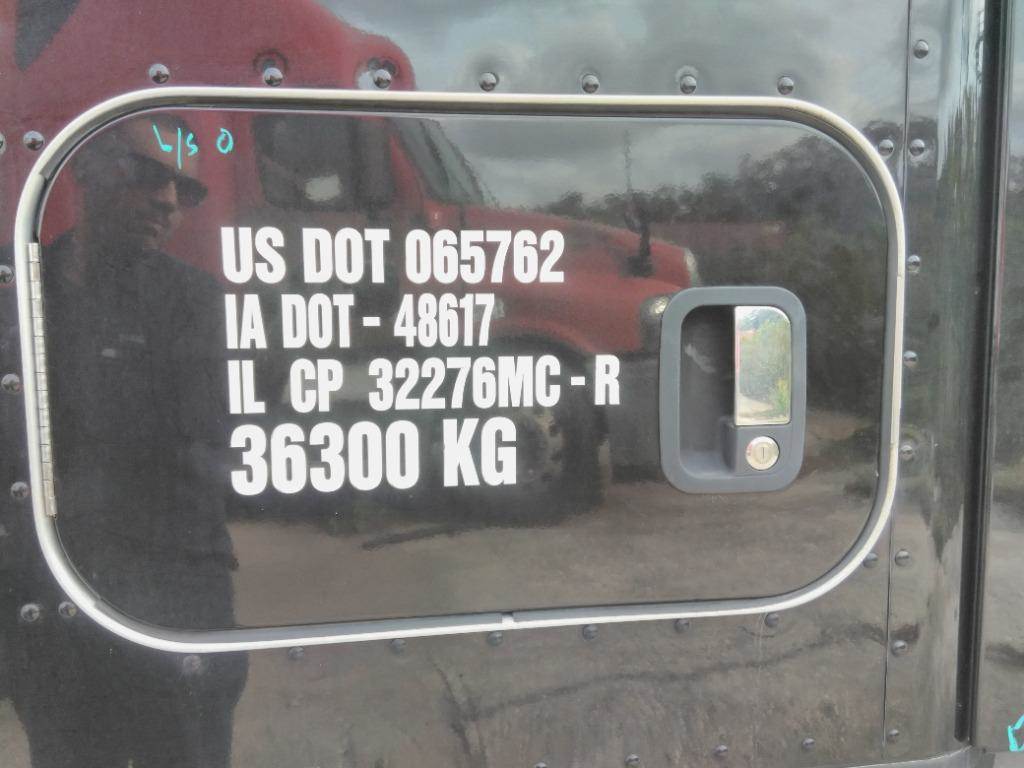 L/S O
US DOT 065762
IA DOT - 48617
IL CP 32276MC - R
36300 KG